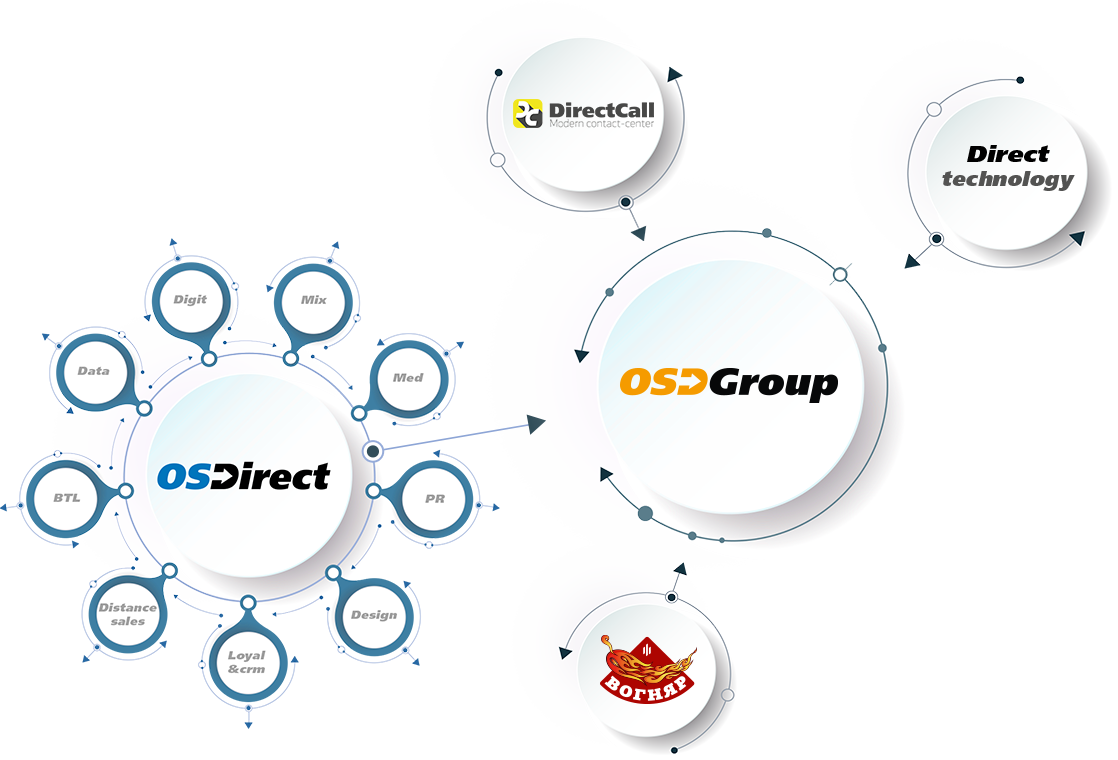 DirectCall
Modern contact-center
Direct
technology
OSDGroup
Digit
Mix
Data
Med
OSDirect
BTL
PR
Distance
sales
Design
Loyal
&crm
ВОГНЯР